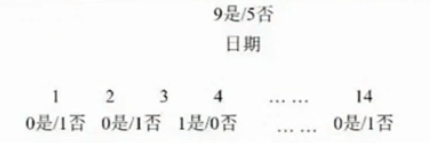 9是/5否
日期
1 2 3 4 … … 14
0是/1否 0是/1否 1是/0否 … … 0是/1否